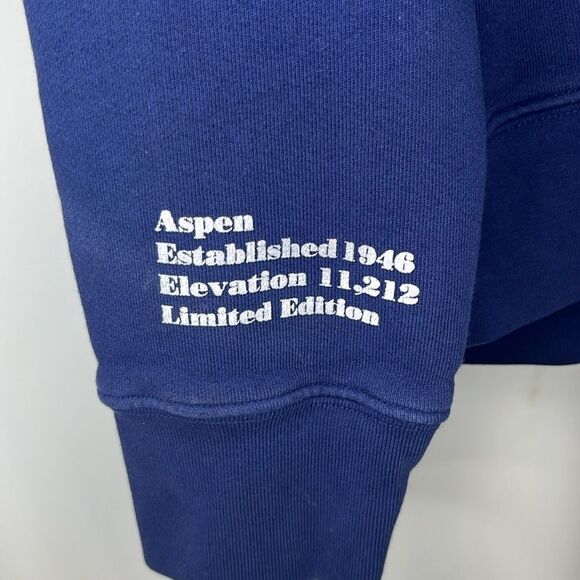 Aspen
Established 1946
Elevation 11,212
Limited Edition